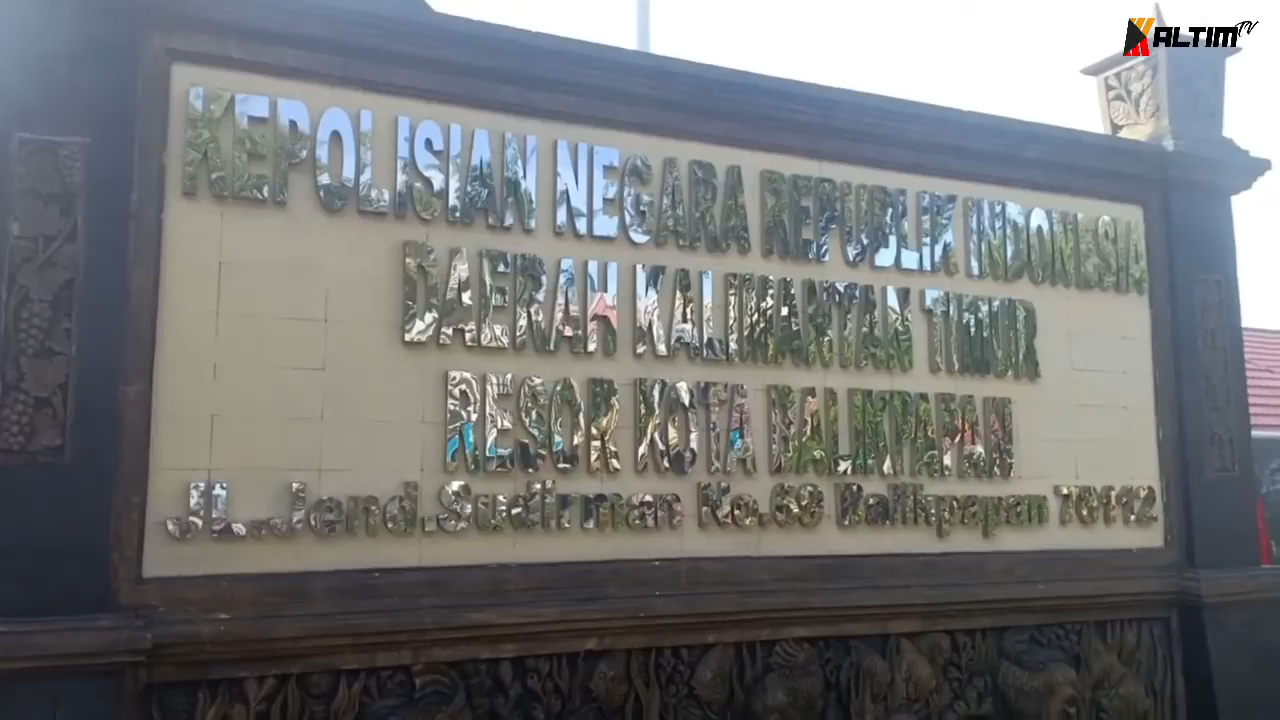 KALTIM TV
KEPOLISIAN NEGARA REPUBLIK INDONESIA
DAERAH KALIMANTAN TIMUR
RESOR KOTA BALIKPAPAN
JL.Jend.Sudirman No.69 Balikpapan 76112